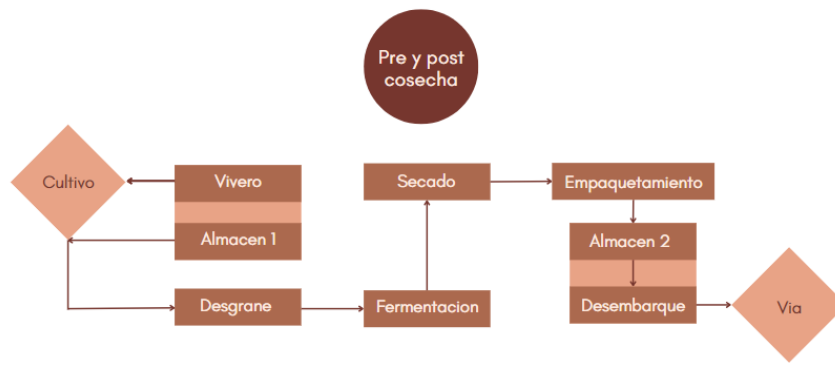 Pre y post
cosecha
Cultivo
Vivero
Secado
Empaquetamiento
Almacen 1
Almacen 2
Desgrane
Fermentacion
Desembarque
Via